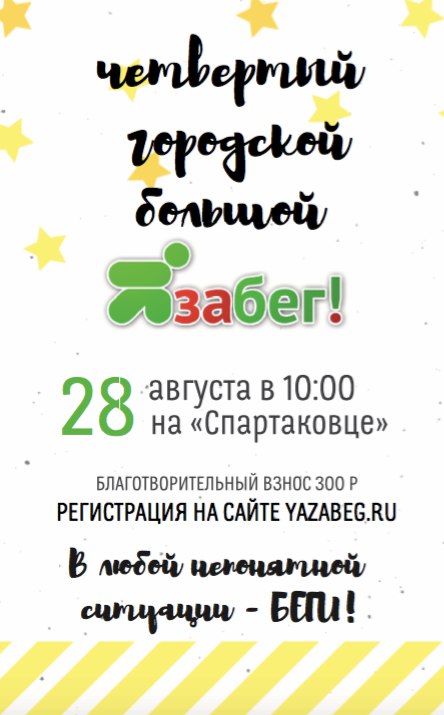 четвертый
городской
большой
Язабег!
28 августа в 10:00
на «Спартаковце»
БЛАГОТВОРИТЕЛЬНЫЙ ВЗНОС 300 Р
РЕГИСТРАЦИЯ НА САЙТЕ YAZABEG.RU
В любой непонятной
ситуации - БЕГИ!